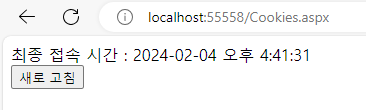 localhost:55558/Cookies.aspx
최종 접속 시간 : 2024-02-04 오후 4:41:31
새로 고침